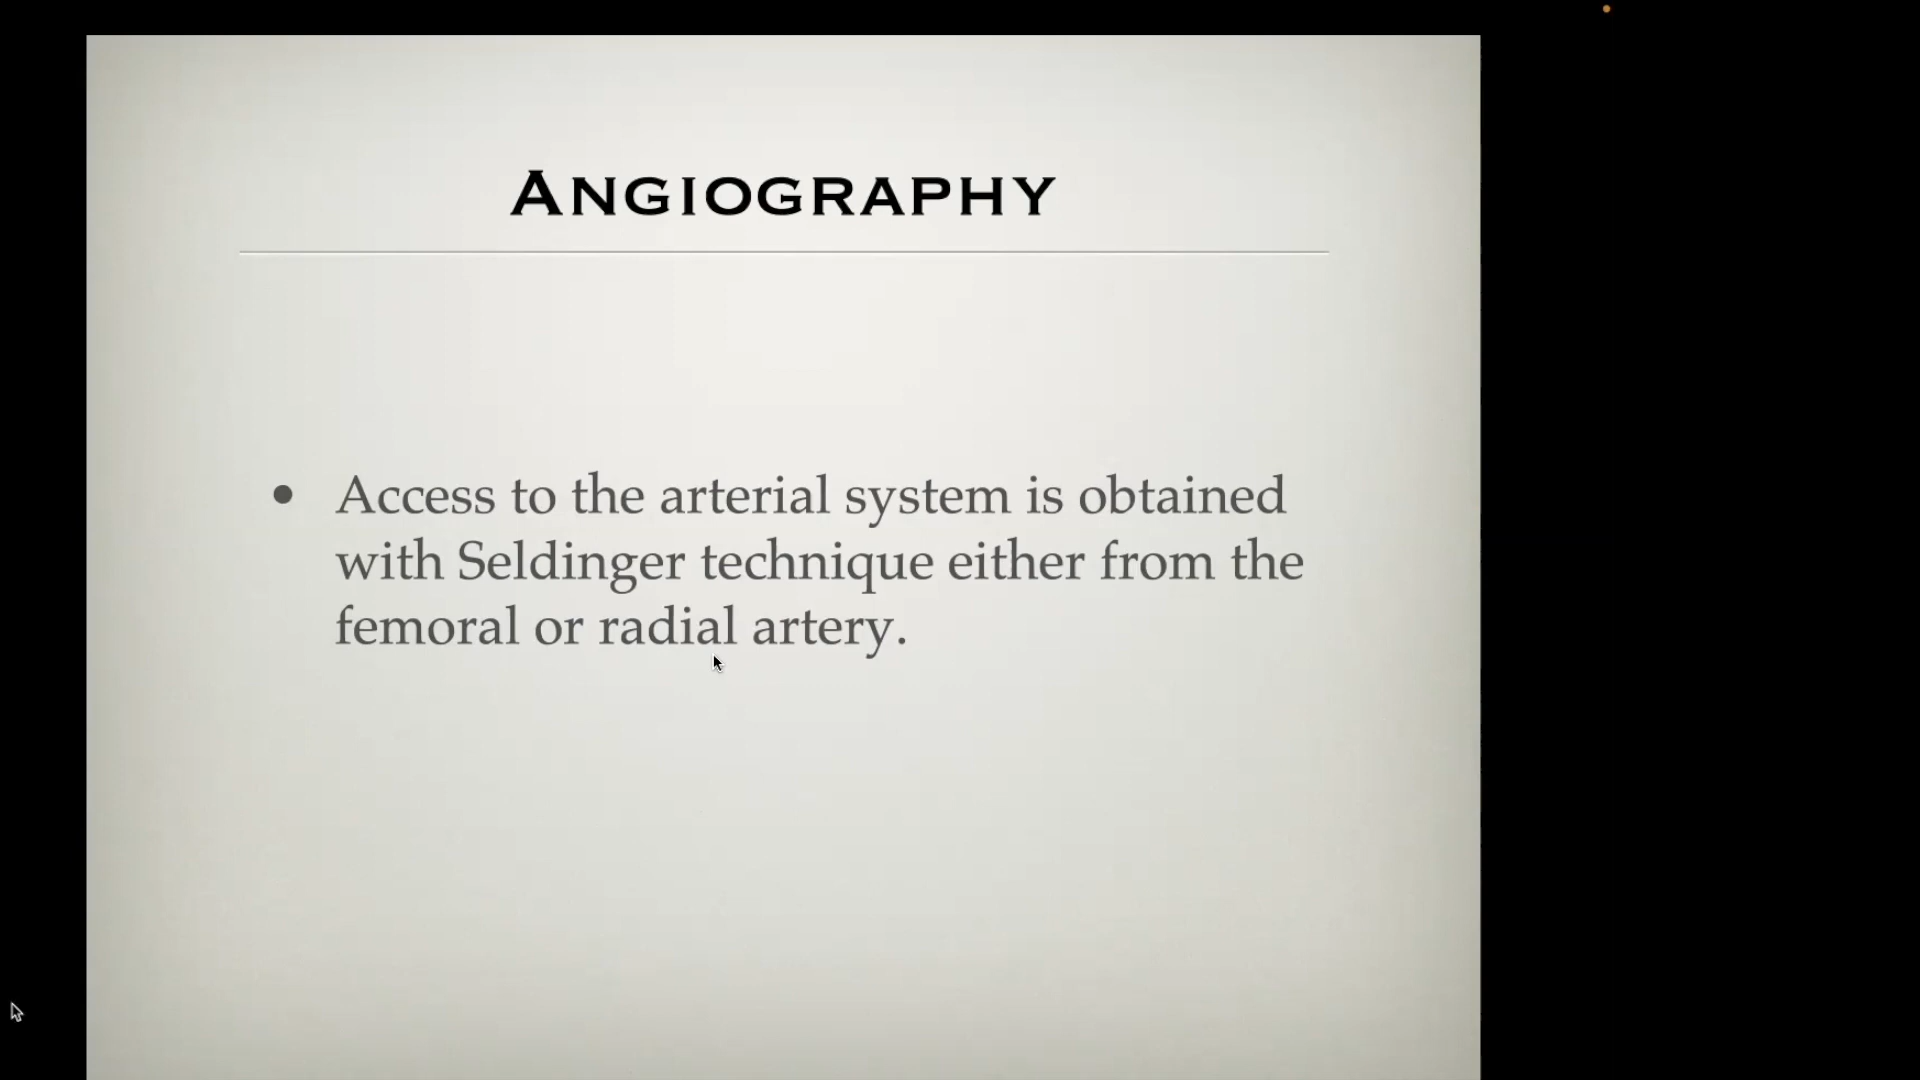 ANGIOGRAPHY
• Access to the arterial system is obtained
with Seldinger technique either from the
femoral or radial artery.